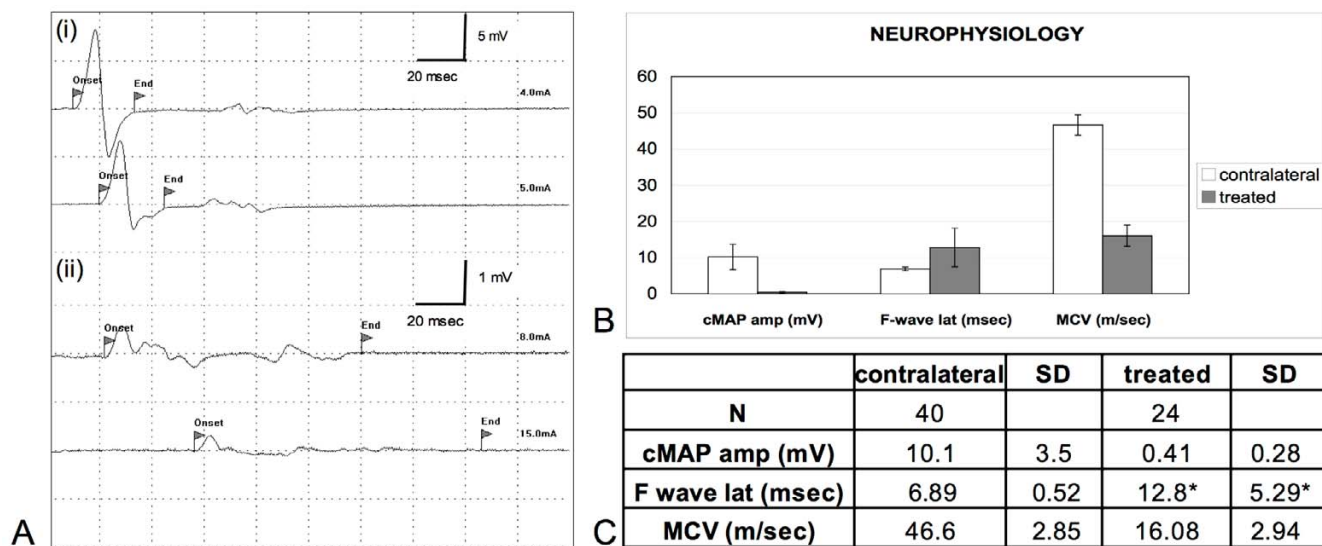 (i)
5 mV
20 msec
Onset
End
4.0mA
Onset
End
5.0mA
(ii)
1 mV
20 msec
Onset
End
8.0mA
Onset
End
15.0mA
A
NEUROPHYSIOLOGY
60
50
40
30
20
10
0
cMAP amp (mV) F-wave lat (msec) MCV (m/sec)
contralateral
treated
B
contralateral SD treated SD
N 40 24
cMAP amp (mV) 10.1 3.5 0.41 0.28
F wave lat (msec) 6.89 0.52 12.8* 5.29*
MCV (m/sec) 46.6 2.85 16.08 2.94
C